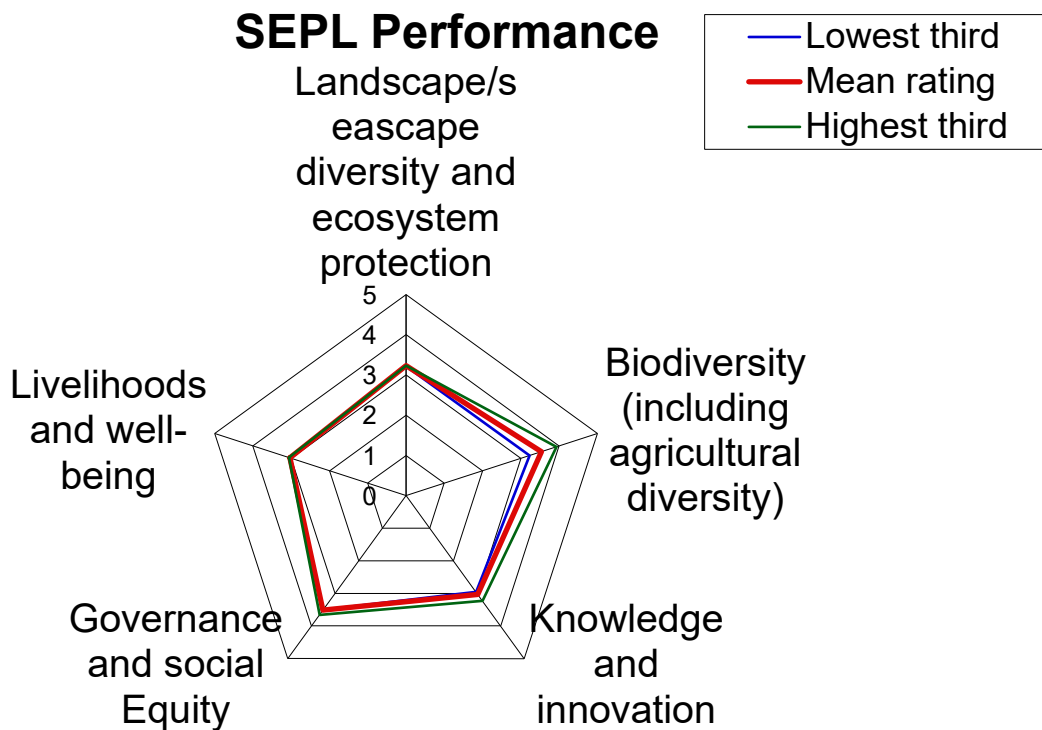 SEPL Performance
Lowest third
Mean rating
Highest third
Landscape/s
eascape
diversity and
ecosystem
protection
5
4
3
2
1
0
Biodiversity
(including
agricultural
diversity)
Livelihoods
and well-
being
Governance
and social
Equity
Knowledge
and
innovation